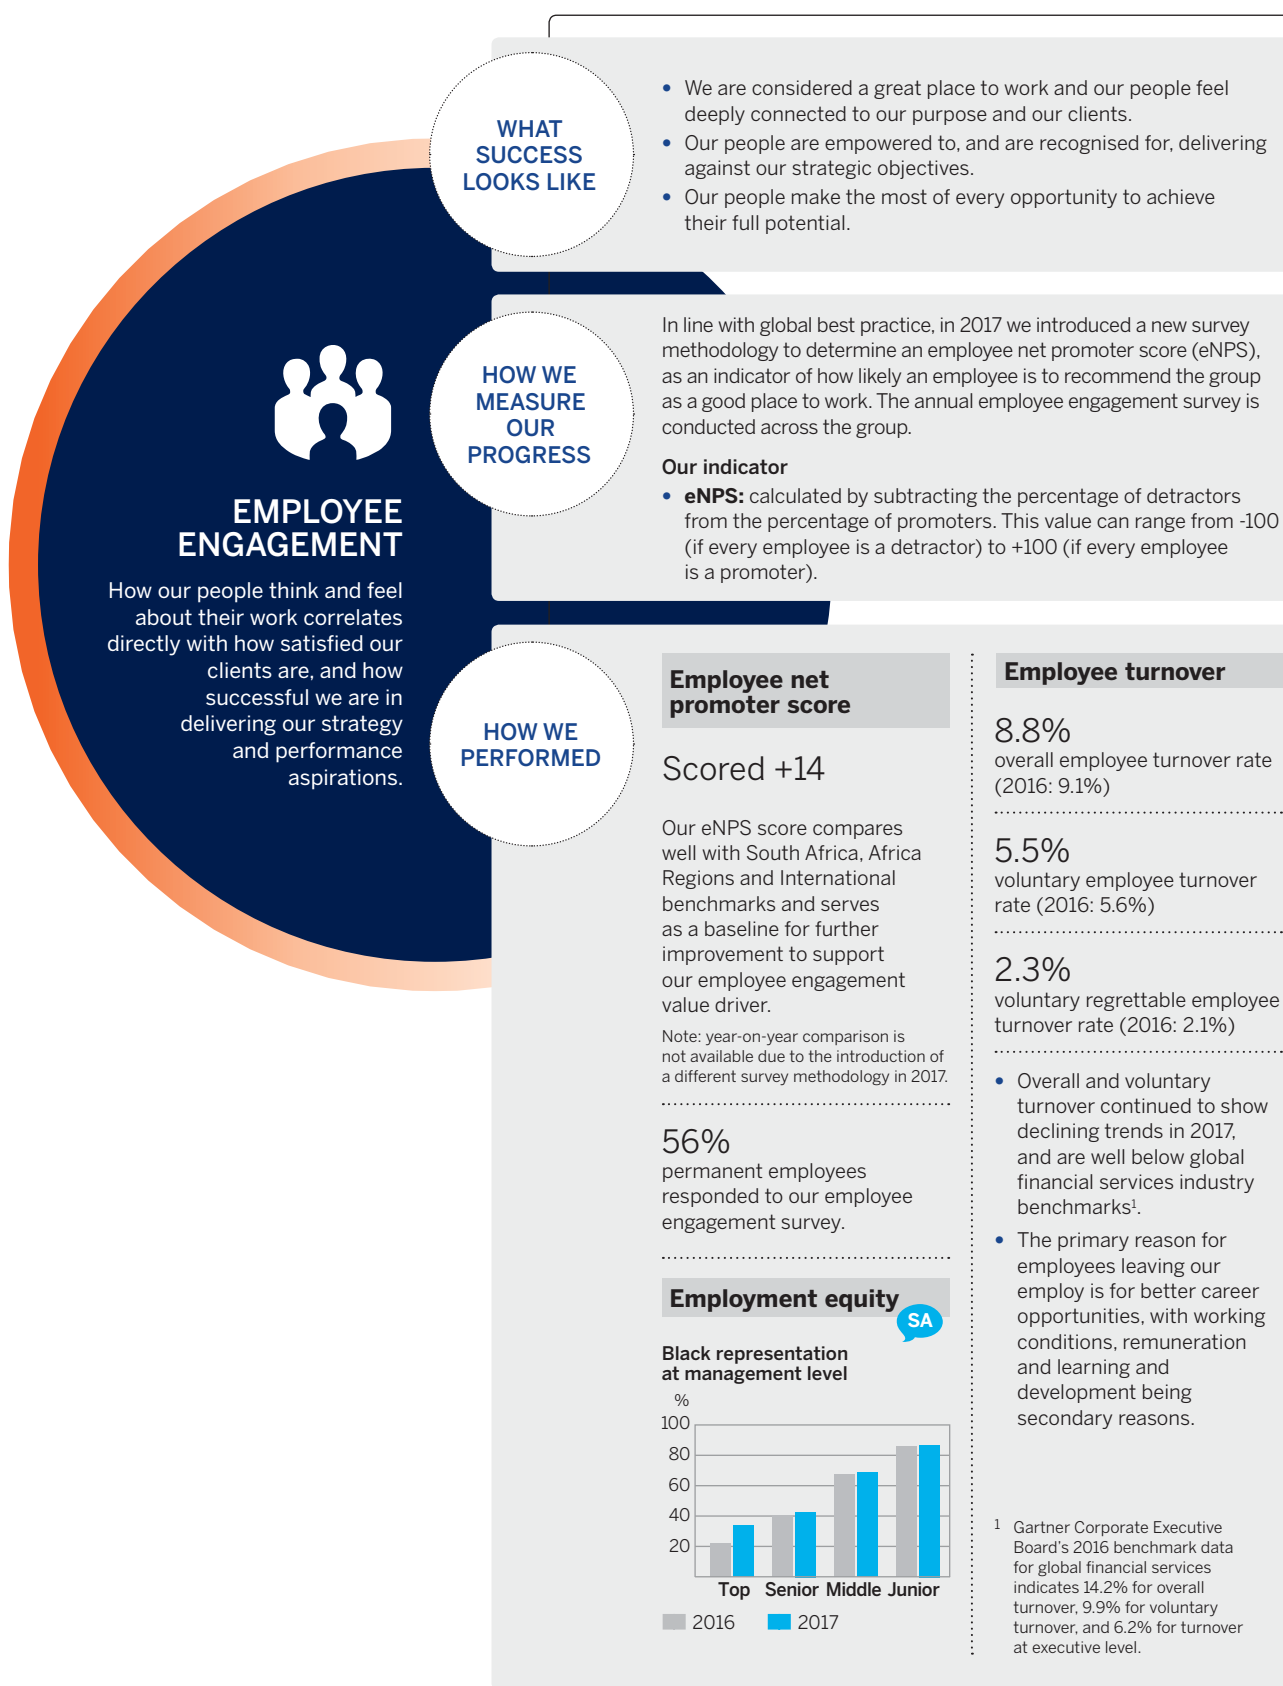 WHAT
SUCCESS
LOOKS LIKE
• We are considered a great place to work and our people feel
deeply connected to our purpose and our clients.
• Our people are empowered to, and are recognised for, delivering
against our strategic objectives.
• Our people make the most of every opportunity to achieve
their full potential.
EMPLOYEE
ENGAGEMENT
How our people think and feel
about their work correlates
directly with how satisfied our
clients are, and how
successful we are in
delivering our strategy
and performance
aspirations.
HOW WE
MEASURE
OUR
PROGRESS
In line with global best practice, in 2017 we introduced a new survey
methodology to determine an employee net promoter score (eNPS),
as an indicator of how likely an employee is to recommend the group
as a good place to work. The annual employee engagement survey is
conducted across the group.
Our indicator
• eNPS: calculated by subtracting the percentage of detractors
from the percentage of promoters. This value can range from -100
(if every employee is a detractor) to +100 (if every employee
is a promoter).
HOW WE
PERFORMED
Employee net
promoter score
Scored +14
Our eNPS score compares
well with South Africa, Africa
Regions and International
benchmarks and serves
as a baseline for further
improvement to support
our employee engagement
value driver.
Note: year-on-year comparison is
not available due to the introduction of
a different survey methodology in 2017.
56%
permanent employees
responded to our employee
engagement survey.
Employment equity
SA
Black representation
at management level
%
100
80
60
40
20
Top Senior Middle Junior
2016 2017
Employee turnover
8.8%
overall employee turnover rate
(2016: 9.1%)
5.5%
voluntary employee turnover
rate (2016: 5.6%)
2.3%
voluntary regrettable employee
turnover rate (2016: 2.1%)
• Overall and voluntary
turnover continued to show
declining trends in 2017,
and are well below global
financial services industry
benchmarks¹.
• The primary reason for
employees leaving our
employ is for better career
opportunities, with working
conditions, remuneration
and learning and
development being
secondary reasons.
¹ Gartner Corporate Executive
Board's 2016 benchmark data
for global financial services
indicates 14.2% for overall
turnover, 9.9% for voluntary
turnover, and 6.2% for turnover
at executive level.